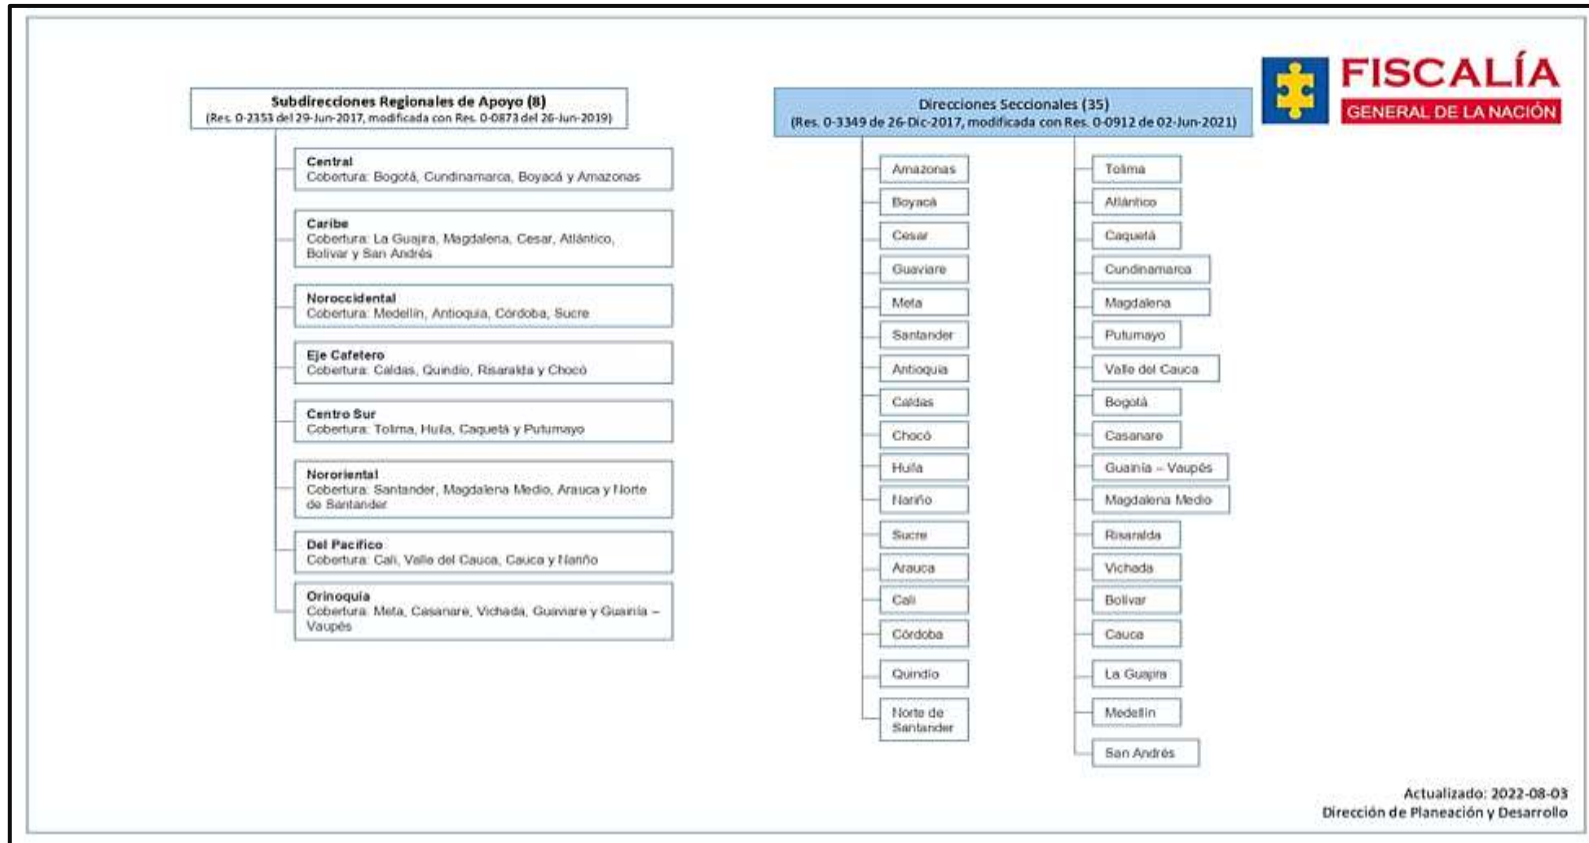 Subdirecciones Regionales de Apoyo (8)
(Res. 0-2353 del 29-Jun-2017, modificada con Res. 0-0873 del 26-Jun-2019)
Central
Cobertura: Bogotá, Cundinamarca, Boyacá y Amazonas
Caribe
Cobertura: La Guajira, Magdalena, Cesar, Atlántico,
Bolívar y San Andrés
Noroccidental
Cobertura: Medellín, Antioquia, Córdoba, Sucre
Eje Cafetero
Cobertura: Caldas, Quindío, Risaralda y Chocó
Centro Sur
Cobertura: Tolima, Huila, Caquetá y Putumayo
Nororiental
Cobertura: Santander, Magdalena Medio, Arauca y Norte
de Santander
Del Pacífico
Cobertura: Cali, Valle del Cauca, Cauca y Nariño
Orinoquía
Cobertura: Meta, Casanare, Vichada, Guaviare y Guainía –
Vaupés
Direcciones Seccionales (35)
(Res. 0-3349 de 26-Dic-2017, modificada con Res. 0-0912 de 02-Jun-2021)
Amazonas
Boyacá
Cesar
Guaviare
Meta
Santander
Antioquia
Caldas
Chocó
Huila
Nariño
Sucre
Arauca
Cali
Córdoba
Quindío
Norte de
Santander
Tolima
Atlántico
Caquetá
Cundinamarca
Magdalena
Putumayo
Valle del Cauca
Bogotá
Casanare
Guainía – Vaupés
Magdalena Medio
Risaralda
Vichada
Bolívar
Cauca
La Guajira
Medellín
San Andrés
FISCALÍA
GENERAL DE LA NACIÓN
Actualizado: 2022-08-03
Dirección de Planeación y Desarrollo